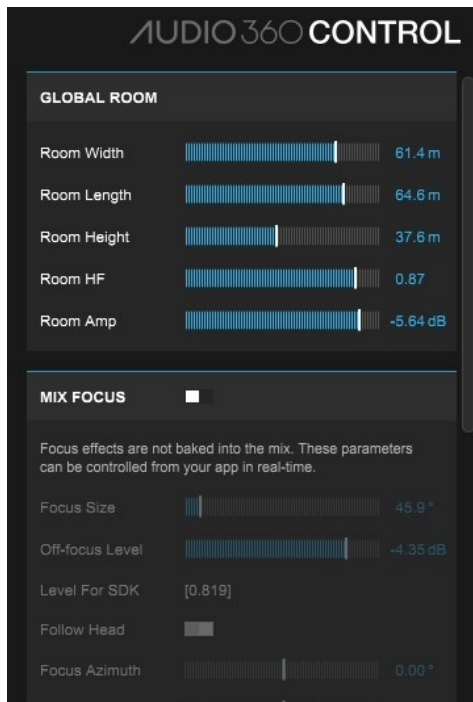 AUDIO360 CONTROL
GLOBAL ROOM
Room Width 61.4 m
Room Length 64.6 m
Room Height 37.6 m
Room HF 0.87
Room Amp -5.64 dB
MIX FOCUS
Focus effects are not baked into the mix. These parameters
can be controlled from your app in real-time.
Focus Size 45.9 °
Off-focus Level -4.35 dB
Level For SDK [0.819]
Follow Head
Focus Azimuth 0.00 °